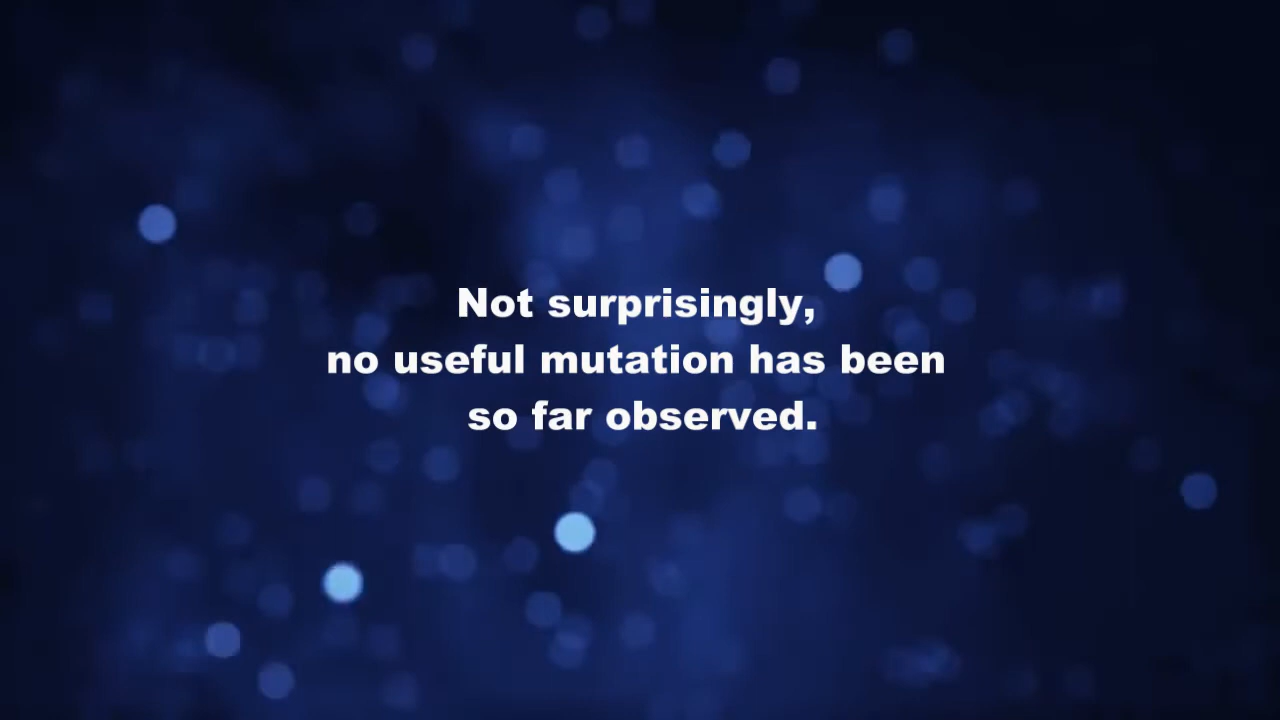 Not surprisingly,
no useful mutation has been
so far observed.